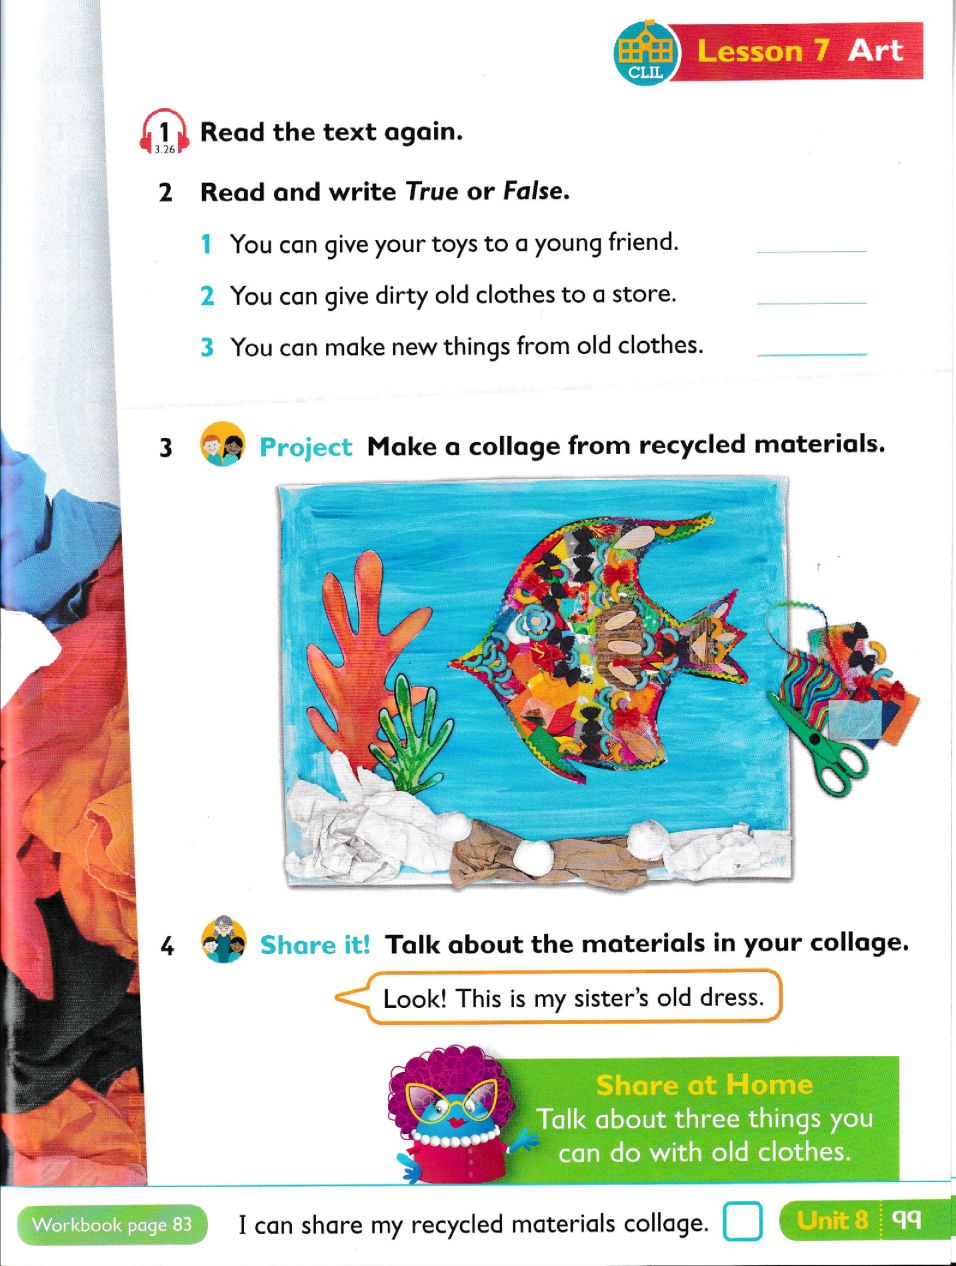 CLIL
Lesson 7 Art
1 Read the text again.
3.26
2 Read and write True or False.
1 You can give your toys to a young friend.
2 You can give dirty old clothes to a store.
3 You can make new things from old clothes.
3 Project Make a collage from recycled materials.
4 Share it! Talk about the materials in your collage.
Look! This is my sister's old dress.
Share at Home
Talk about three things you
can do with old clothes.
Workbook page 83 I can share my recycled materials collage. Unit 8 99